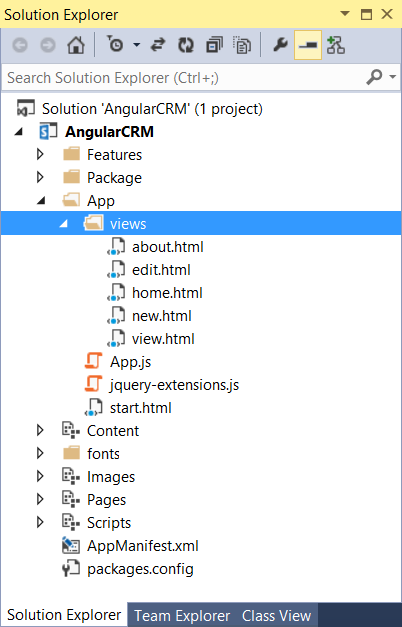 Solution Explorer
Search Solution Explorer (Ctrl+;)
Solution 'AngularCRM' (1 project)
AngularCRM
Features
Package
App
views
about.html
edit.html
home.html
new.html
view.html
App.js
jquery-extensions.js
start.html
Content
fonts
Images
Pages
Scripts
AppManifest.xml
packages.config
Solution Explorer Team Explorer Class View